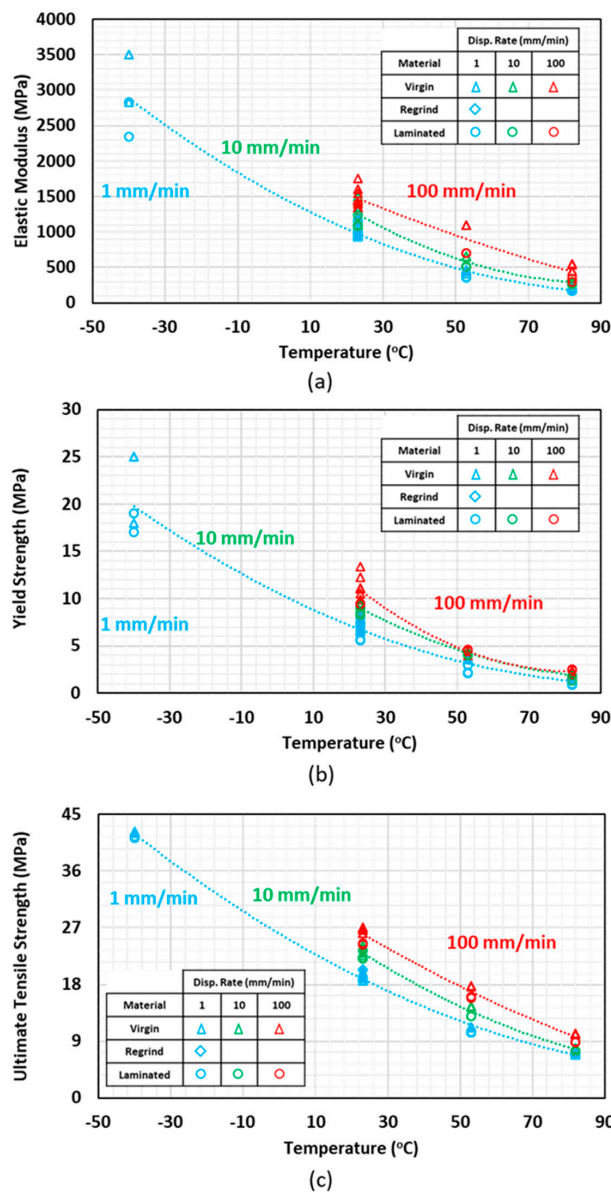 4000
3500
3000
2500
2000
1500
1000
500
0
Elastic Modulus (MPa)
Disp. Rate (mm/min)
Material 1 10 100
Virgin
Regrind
Laminated
10 mm/min
1 mm/min
100 mm/min
-50 -30 -10 10 30 50 70 90
Temperature (°C)
(a)
30
25
20
15
10
5
0
Yield Strength (MPa)
Disp. Rate (mm/min)
Material 1 10 100
Virgin
Regrind
Laminated
10 mm/min
1 mm/min
100 mm/min
-50 -30 -10 10 30 50 70 90
Temperature (°C)
(b)
45
36
27
18
9
0
Ultimate Tensile Strength (MPa)
1 mm/min
10 mm/min
100 mm/min
Disp. Rate (mm/min)
Material 1 10 100
Virgin
Regrind
Laminated
-50 -30 -10 10 30 50 70 90
Temperature (°C)
(c)